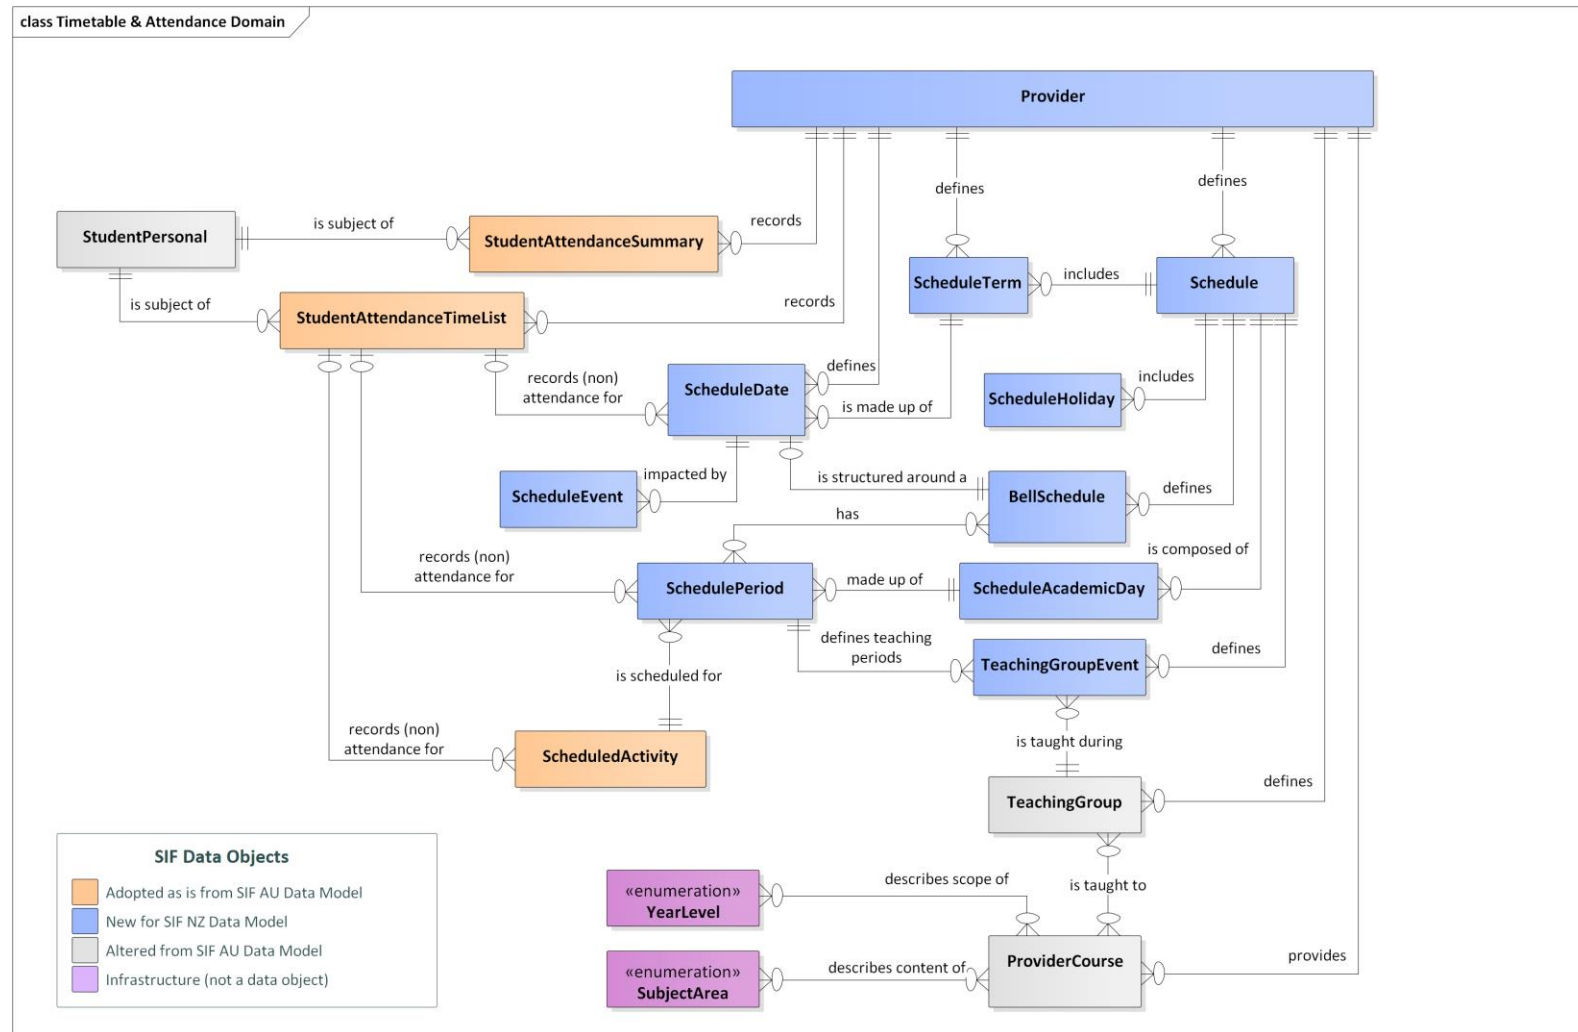 class Timetable & Attendance Domain
Provider
defines
defines
records
is subject of
StudentPersonal
StudentAttendanceSummary
ScheduleTerm
includes
Schedule
is subject of
records
StudentAttendanceTimeList
defines
records (non)
attendance for
ScheduleDate
includes
ScheduleHoliday
is made up of
impacted by
is structured around a
ScheduleEvent
BellSchedule
defines
has
records (non)
attendance for
is composed of
SchedulePeriod
made up of
ScheduleAcademicDay
defines teaching
periods
TeachingGroupEvent
defines
is scheduled for
records (non)
attendance for
ScheduledActivity
is taught during
defines
TeachingGroup
SIF Data Objects
Adopted as is from SIF AU Data Model
New for SIF NZ Data Model
Altered from SIF AU Data Model
Infrastructure (not a data object)
«enumeration»
YearLevel
describes scope of
is taught to
«enumeration»
SubjectArea
describes content of
ProviderCourse
provides